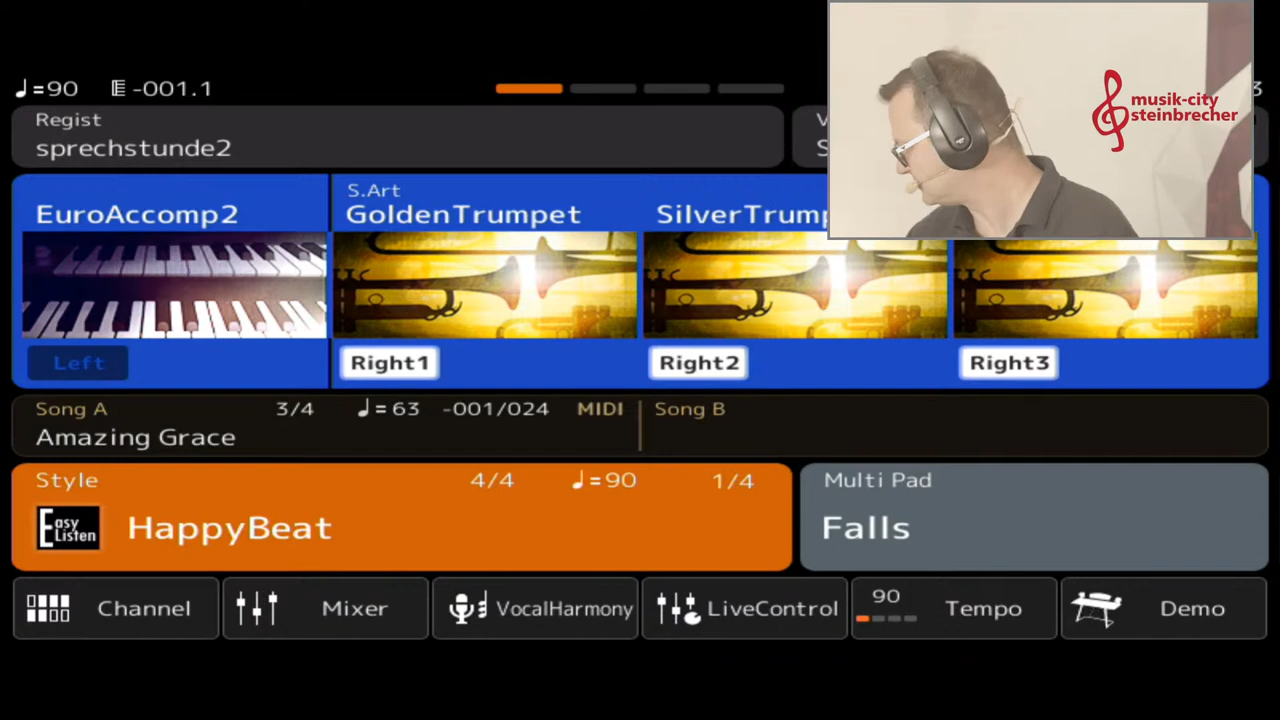 ♩=90 -001.1
3
Regist
sprechstunde2
musik-city
steinbrecher
EuroAccomp2
S.Art
GoldenTrumpet
Left
Right1
Right2
Right3
Song A 3/4 ♩=63 -001/024 MIDI
Amazing Grace
Song B
Style 4/4 ♩=90 1/4
Easy
Listen
HappyBeat
Multi Pad
Falls
Channel
Mixer
VocalHarmony
LiveControl
90
Tempo
Demo